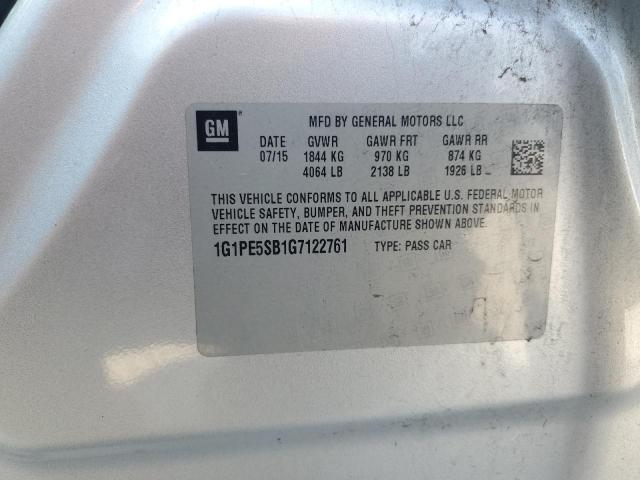 GM
MFD BY GENERAL MOTORS LLC
DATE GVWR GAWR FRT GAWR RR
07/15 1844 KG 970 KG 874 KG
4064 LB 2138 LB 1926 LB
THIS VEHICLE CONFORMS TO ALL APPLICABLE U.S. FEDERAL MOTOR
VEHICLE SAFETY, BUMPER, AND THEFT PREVENTION STANDARDS IN
EFFECT ON THE DATE OF MANUFACTURE SHOWN ABOVE.
1G1PE5SB1G7122761 TYPE: PASS CAR